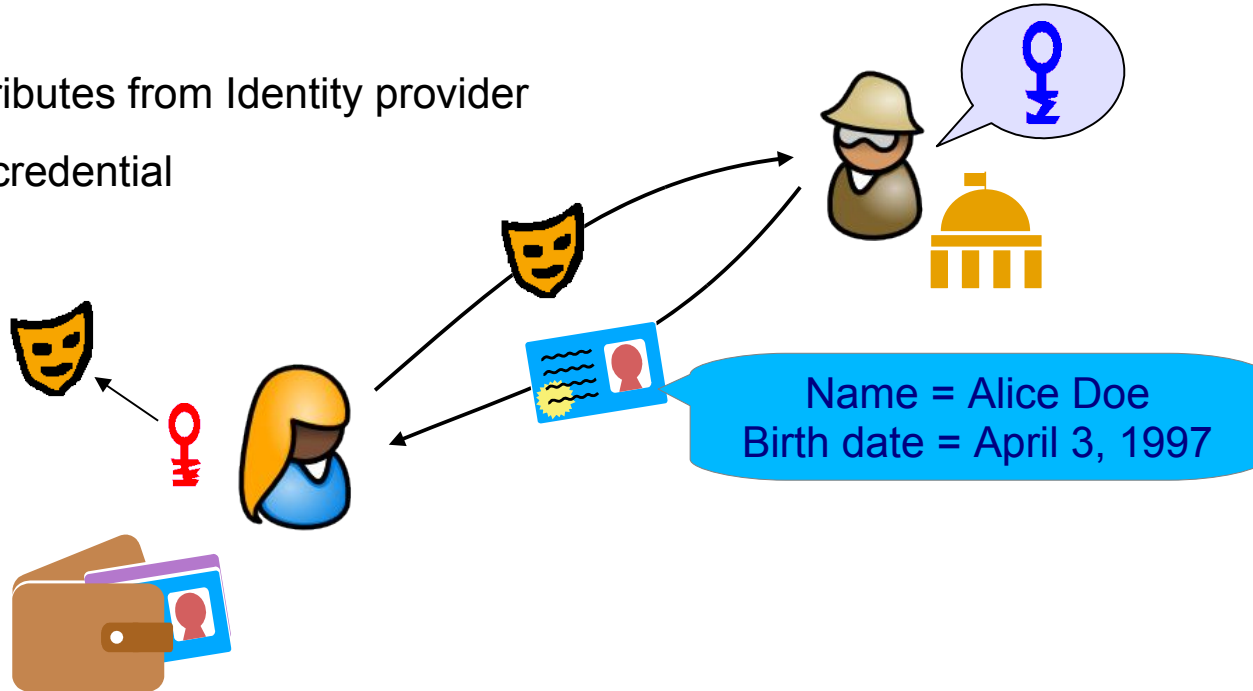 ributes from Identity provider
credential
Name = Alice Doe
Birth date = April 3, 1997